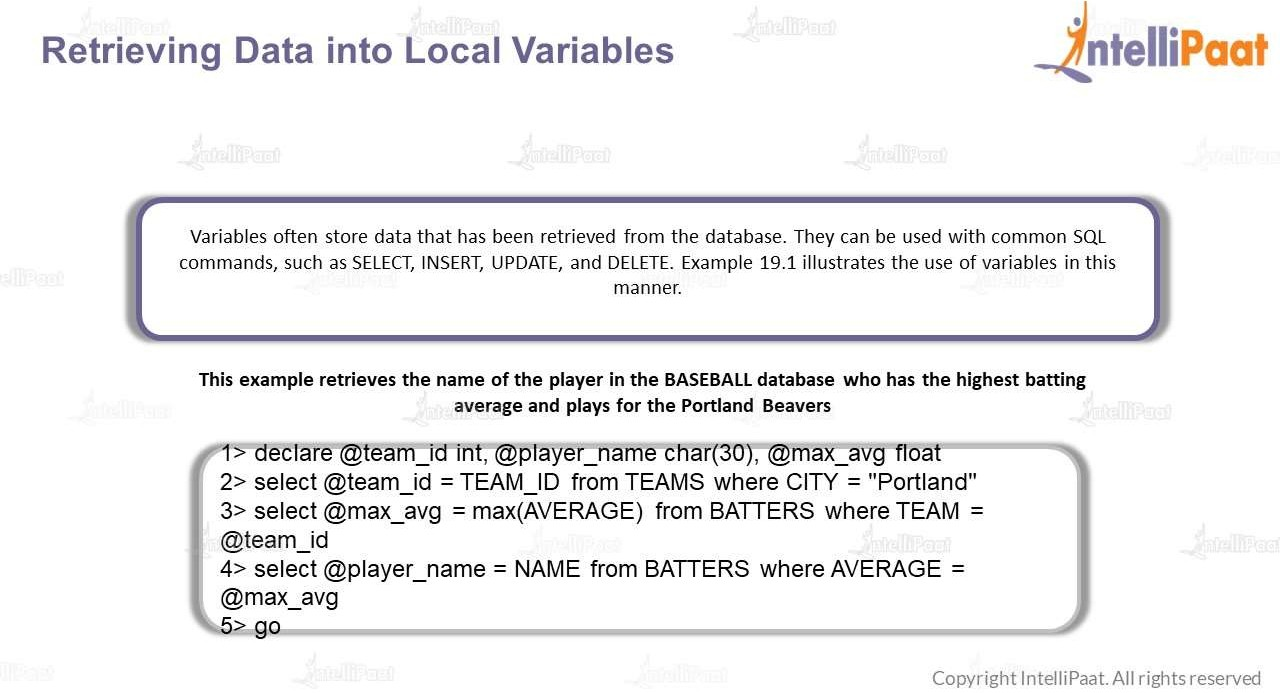 Retrieving Data into Local Variables
IntelliPaat
Variables often store data that has been retrieved from the database. They can be used with common SQL
commands, such as SELECT, INSERT, UPDATE, and DELETE. Example 19.1 illustrates the use of variables in this
manner.
This example retrieves the name of the player in the BASEBALL database who has the highest batting
average and plays for the Portland Beavers
1> declare @team_id int, @player_name char(30), @max_avg float
2> select @team_id = TEAM_ID from TEAMS where CITY = "Portland"
3> select @max_avg = max(AVERAGE) from BATTERS where TEAM =
@team_id
4> select @player_name = NAME from BATTERS where AVERAGE =
@max_avg
5> go
Copyright IntelliPaat. All rights reserved